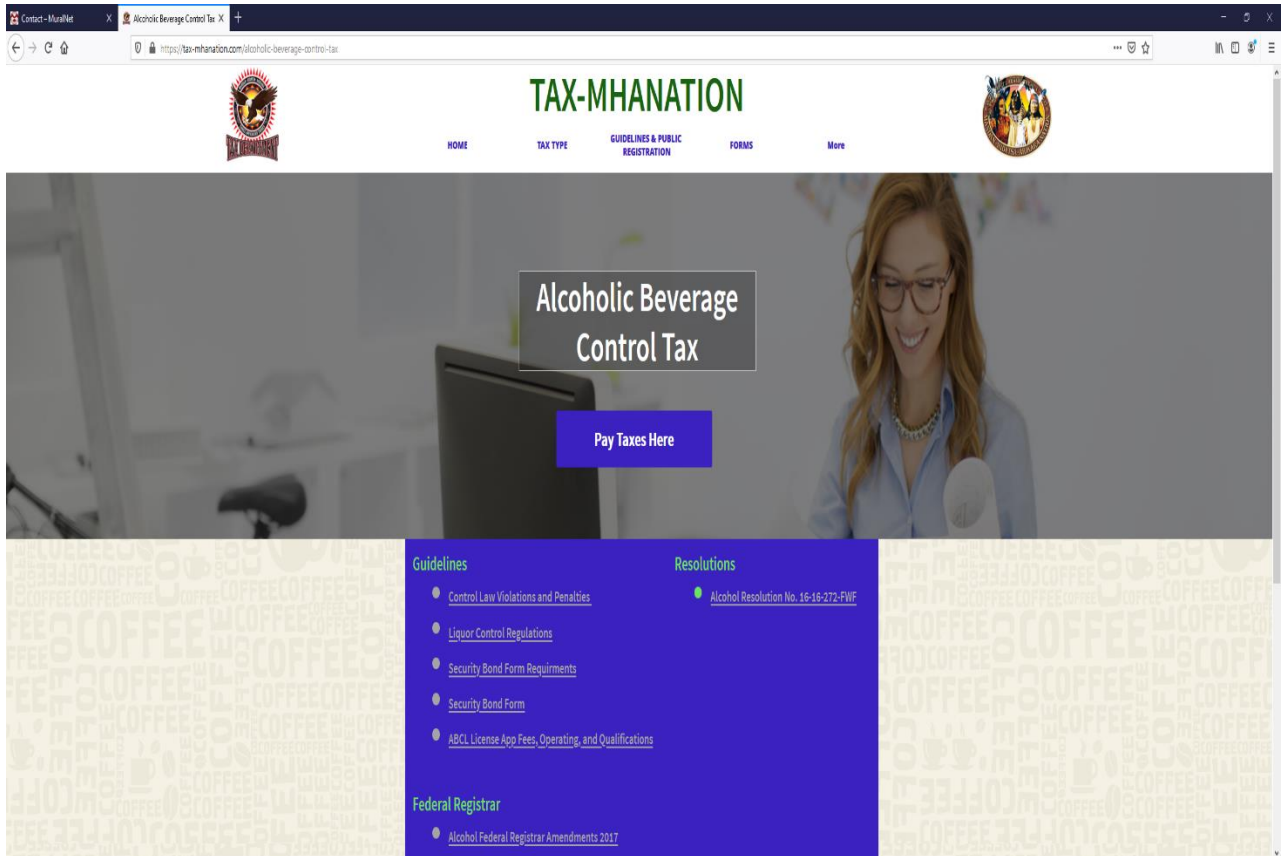 Contact – MuralNet
Alcoholic Beverage Control Tax
https://tax-mhanation.com/alcoholic-beverage-control-tax
TAX-MHANATION
TAX DEPARTMENT
HOME
TAX TYPE
GUIDELINES & PUBLIC
REGISTRATION
FORMS
More
Alcoholic Beverage
Control Tax
Pay Taxes Here
Guidelines
Control Law Violations and Penalties
Liquor Control Regulations
Security Bond Form Requirments
Security Bond Form
ABCL License App Fees, Operating, and Qualifications
Resolutions
Alcohol Resolution No. 16-16-272-FWF
Federal Registrar
Alcohol Federal Registrar Amendments 2017
COFFEE